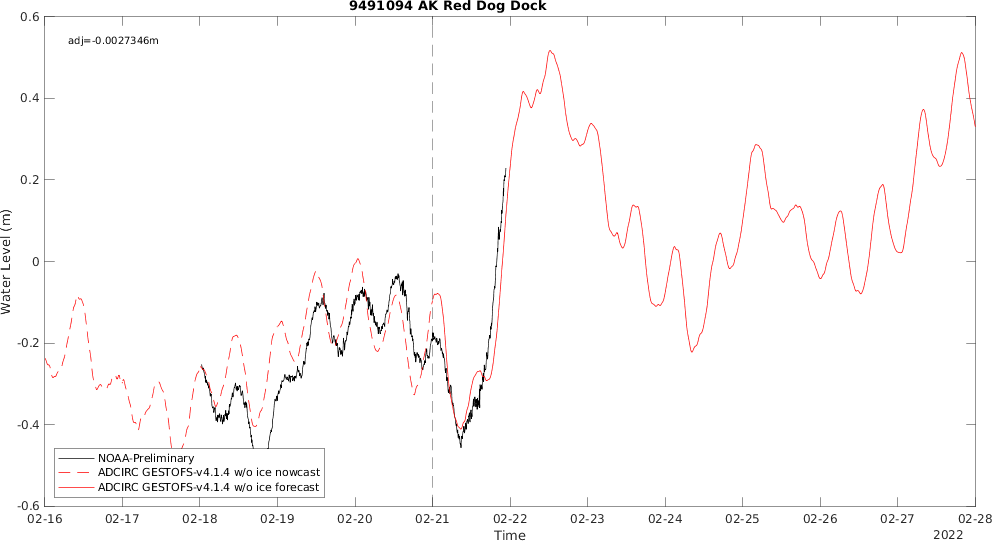 9491094 AK Red Dog Dock
adj=-0.0027346m
0.6
0.4
0.2
0
-0.2
-0.4
-0.6
Water Level (m)
NOAA-Preliminary
ADCIRC GESTOFS-v4.1.4 w/o ice nowcast
ADCIRC GESTOFS-v4.1.4 w/o ice forecast
02-16 02-17 02-18 02-19 02-20 02-21 02-22 02-23 02-24 02-25 02-26 02-27 02-28
Time
2022